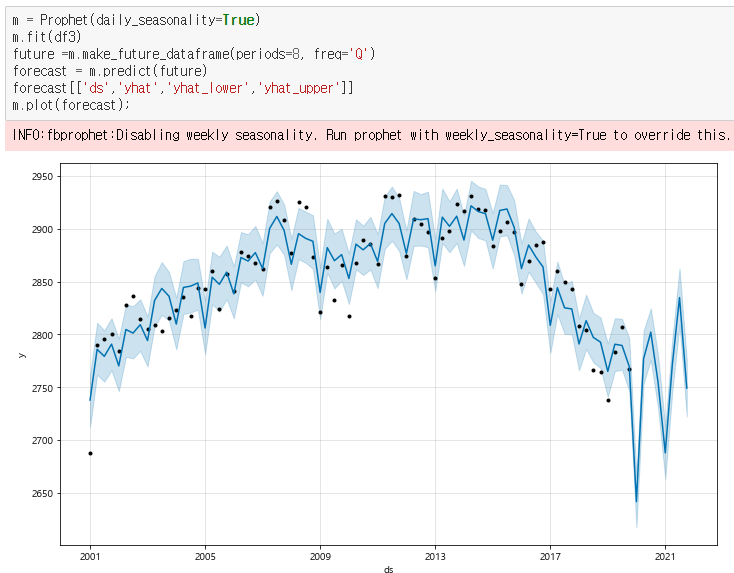 m = Prophet(daily_seasonality=True)
m.fit(df3)
future =m.make_future_dataframe(periods=8, freq='Q')
forecast = m.predict(future)
forecast[['ds','yhat','yhat_lower','yhat_upper']]
m.plot(forecast);
INFO:fbprophet:Disabling weekly seasonality. Run prophet with weekly_seasonality=True to override this.
2950
2900
2850
2800
2750
2700
2650
y
2001 2005 2009 2013 2017 2021
ds